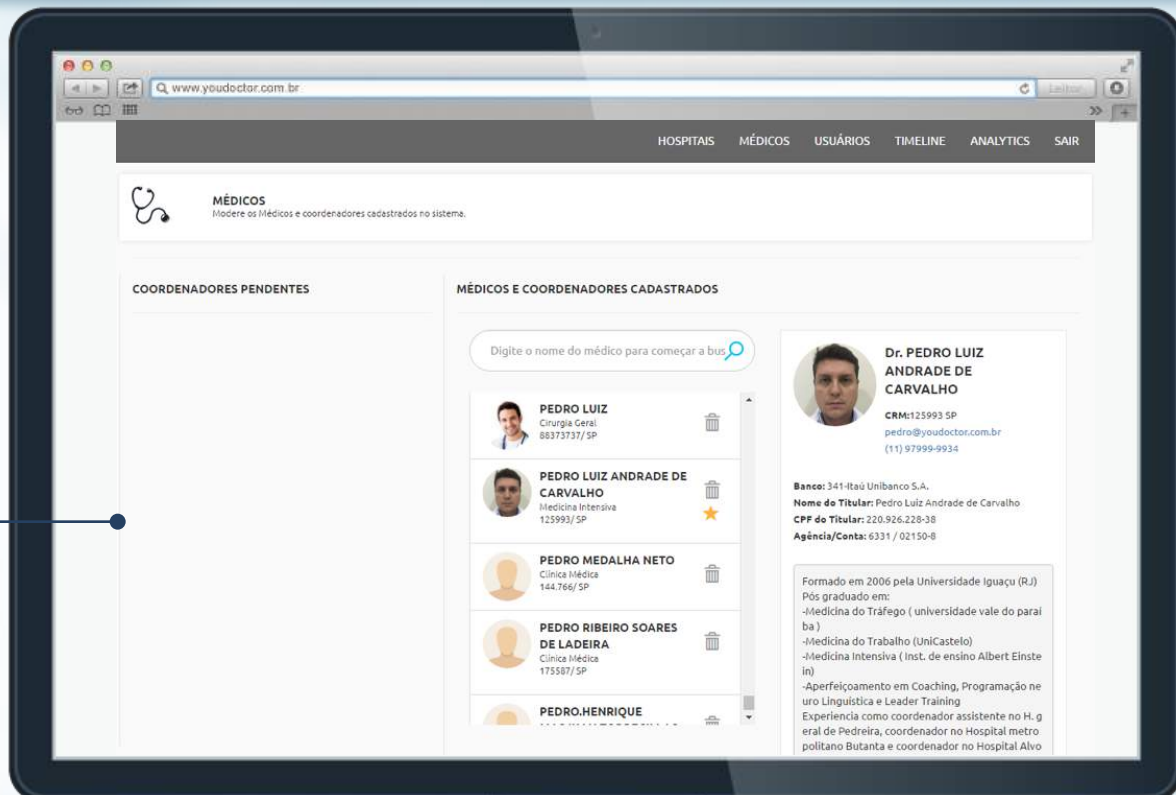 www.youdoctor.com.br
Leitor
HOSPITAIS MÉDICOS USUÁRIOS TIMELINE ANALYTICS SAIR
MÉDICOS
Modere os Médicos e coordenadores cadastrados no sistema.
COORDENADORES PENDENTES
MÉDICOS E COORDENADORES CADASTRADOS
Digite o nome do médico para começar a bus
PEDRO LUIZ
Cirurgia Geral
88373737/ SP
PEDRO LUIZ ANDRADE DE
CARVALHO
Medicina Intensiva
125993/ SP
PEDRO MEDALHA NETO
Clínica Médica
144.766/ SP
PEDRO RIBEIRO SOARES
DE LADEIRA
Clínica Médica
175587/ SP
PEDRO.HENRIQUE
Dr. PEDRO LUIZ
ANDRADE DE
CARVALHO
CRM:125993 SP
pedro@youdoctor.com.br
(11) 97999-9934
Banco: 341-Itaú Unibanco S.A.
Nome do Titular: Pedro Luiz Andrade de Carvalho
CPF do Titular: 220.926.228-38
Agência/Conta: 6331 / 02150-8
Formado em 2006 pela Universidade Iguaçu (RJ)
Pós graduado em:
-Medicina do Tráfego ( universidade vale do paraí
ba )
-Medicina do Trabalho (UniCastelo)
-Medicina Intensiva ( Inst. de ensino Albert Einste
in)
-Aperfeiçoamento em Coaching, Programação ne
uro Linguística e Leader Training
Experiencia como coordenador assistente no H. g
eral de Pedreira, coordenador no Hospital metro
politano Butanta e coordenador no Hospital Alvo